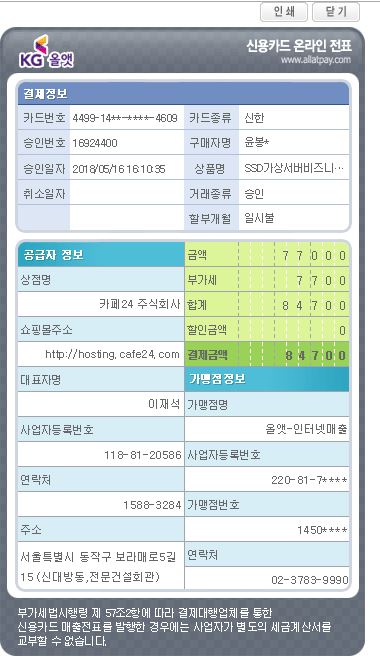 인 쇄 닫 기
KG 올앳
신용카드 온라인 전표
www.allatpay.com
결제정보
카드번호 4499-14**-****-4609 카드종류 신한
승인번호 16924400 구매자명 윤봉*
승인일자 2018/05/16 16:10:35 상품명 SSD가상서버비즈니…
취소일자 거래종류 승인
할부개월 일시불
공급자 정보
상점명
카페24 주식회사
쇼핑몰주소
http://hosting.cafe24.com
대표자명
이재석
사업자등록번호
118-81-20586
연락처
1588-3284
주소
서울특별시 동작구 보라매로5길
15 (신대방동,전문건설회관)
금액 77000
부가세 7700
합계 84700
할인금액 0
결제금액 84700
가맹점정보
가맹점명
올앳-인터넷매출
사업자등록번호
220-81-7****
가맹점번호
1450****
연락처
02-3783-9990
부가세법시행령 제 57조2항에 따라 결제대행업체를 통한
신용카드 매출전표를 발행한 경우에는 사업자가 별도의 세금계산서를
교부할 수 없습니다.